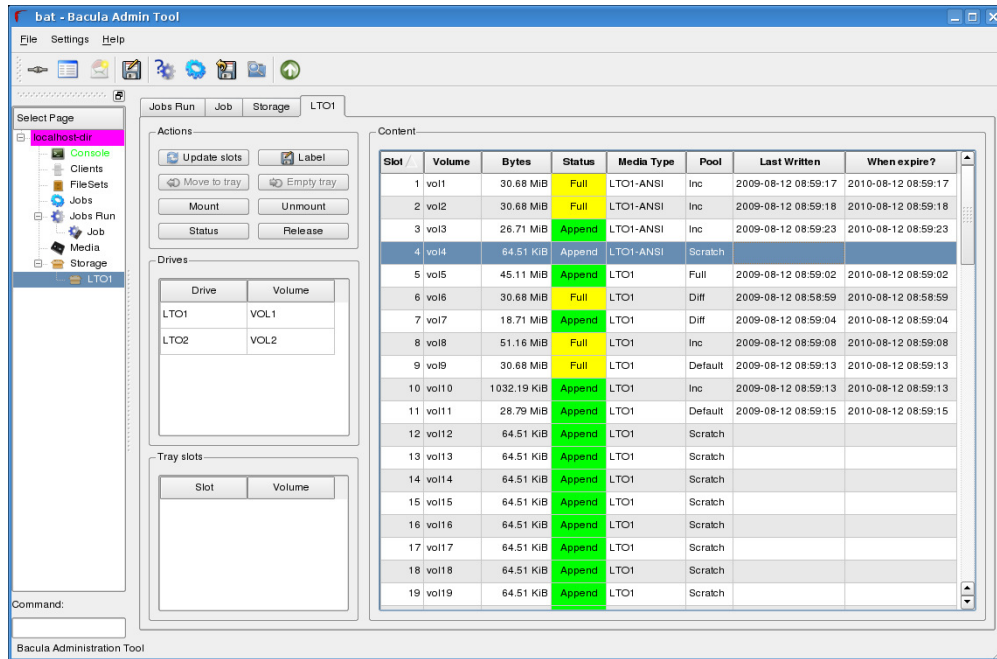 bat - Bacula Admin Tool
File Settings Help
Select Page
localhost-dir
Console
Clients
FileSets
Jobs
Jobs Run
Job
Media
Storage
LTO1
Command:
Jobs Run Job Storage LTO1
Actions
Update slots Label
Move to tray Empty tray
Mount Unmount
Status Release
Drives
Drive Volume
LTO1 VOL1
LTO2 VOL2
Tray slots
Slot Volume
Content
Slot Volume Bytes Status Media Type Pool Last Written When expire?
1 vol1 30.68 MiB Full LTO1-ANSI Inc 2009-08-12 08:59:17 2010-08-12 08:59:17
2 vol2 30.68 MiB Full LTO1-ANSI Inc 2009-08-12 08:59:18 2010-08-12 08:59:18
3 vol3 26.71 MiB Append LTO1-ANSI Inc 2009-08-12 08:59:23 2010-08-12 08:59:23
4 vol4 64.51 KiB Append LTO1-ANSI Scratch
5 vol5 45.11 MiB Append LTO1 Full 2009-08-12 08:59:02 2010-08-12 08:59:02
6 vol6 30.68 MiB Full LTO1 Diff 2009-08-12 08:58:59 2010-08-12 08:58:59
7 vol7 18.71 MiB Append LTO1 Diff 2009-08-12 08:59:04 2010-08-12 08:59:04
8 vol8 51.16 MiB Full LTO1 Inc 2009-08-12 08:59:08 2010-08-12 08:59:08
9 vol9 30.68 MiB Full LTO1 Default 2009-08-12 08:59:13 2010-08-12 08:59:13
10 vol10 1032.19 KiB Append LTO1 Inc 2009-08-12 08:59:13 2010-08-12 08:59:13
11 vol11 28.79 MiB Append LTO1 Default 2009-08-12 08:59:15 2010-08-12 08:59:15
12 vol12 64.51 KiB Append LTO1 Scratch
13 vol13 64.51 KiB Append LTO1 Scratch
14 vol14 64.51 KiB Append LTO1 Scratch
15 vol15 64.51 KiB Append LTO1 Scratch
16 vol16 64.51 KiB Append LTO1 Scratch
17 vol17 64.51 KiB Append LTO1 Scratch
18 vol18 64.51 KiB Append LTO1 Scratch
19 vol19 64.51 KiB Append LTO1 Scratch
Bacula Administration Tool